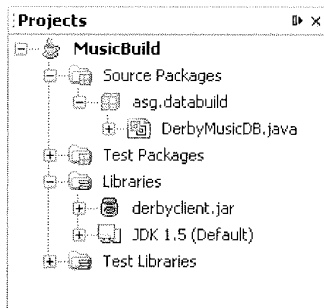 Projects
MusicBuild
Source Packages
asg.databuild
DerbyMusicDB.java
Test Packages
Libraries
derbyclient.jar
JDK 1.5 (Default)
Test Libraries